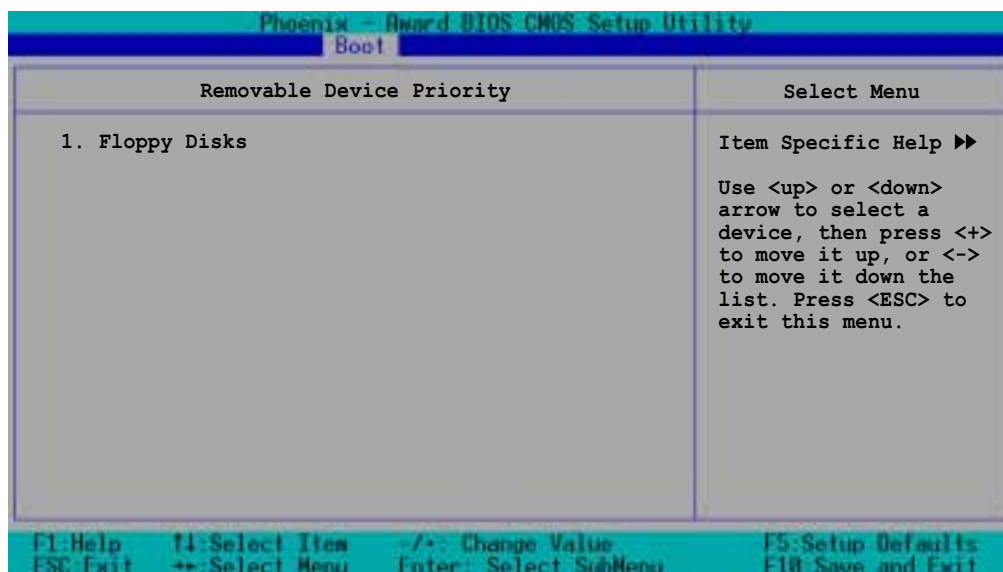 Phoenix - Award BIOS CMOS Setup Utility
Boot
Removable Device Priority
Select Menu
1. Floppy Disks
Item Specific Help ▶▶
Use <up> or <down>
arrow to select a
device, then press <+>
to move it up, or <->
to move it down the
list. Press <ESC> to
exit this menu.
F1:Help ↑↓:Select Item -/+: Change Value F5:Setup Defaults
ESC:Exit ↔:Select Menu Enter: Select SubMenu F10:Save and Exit